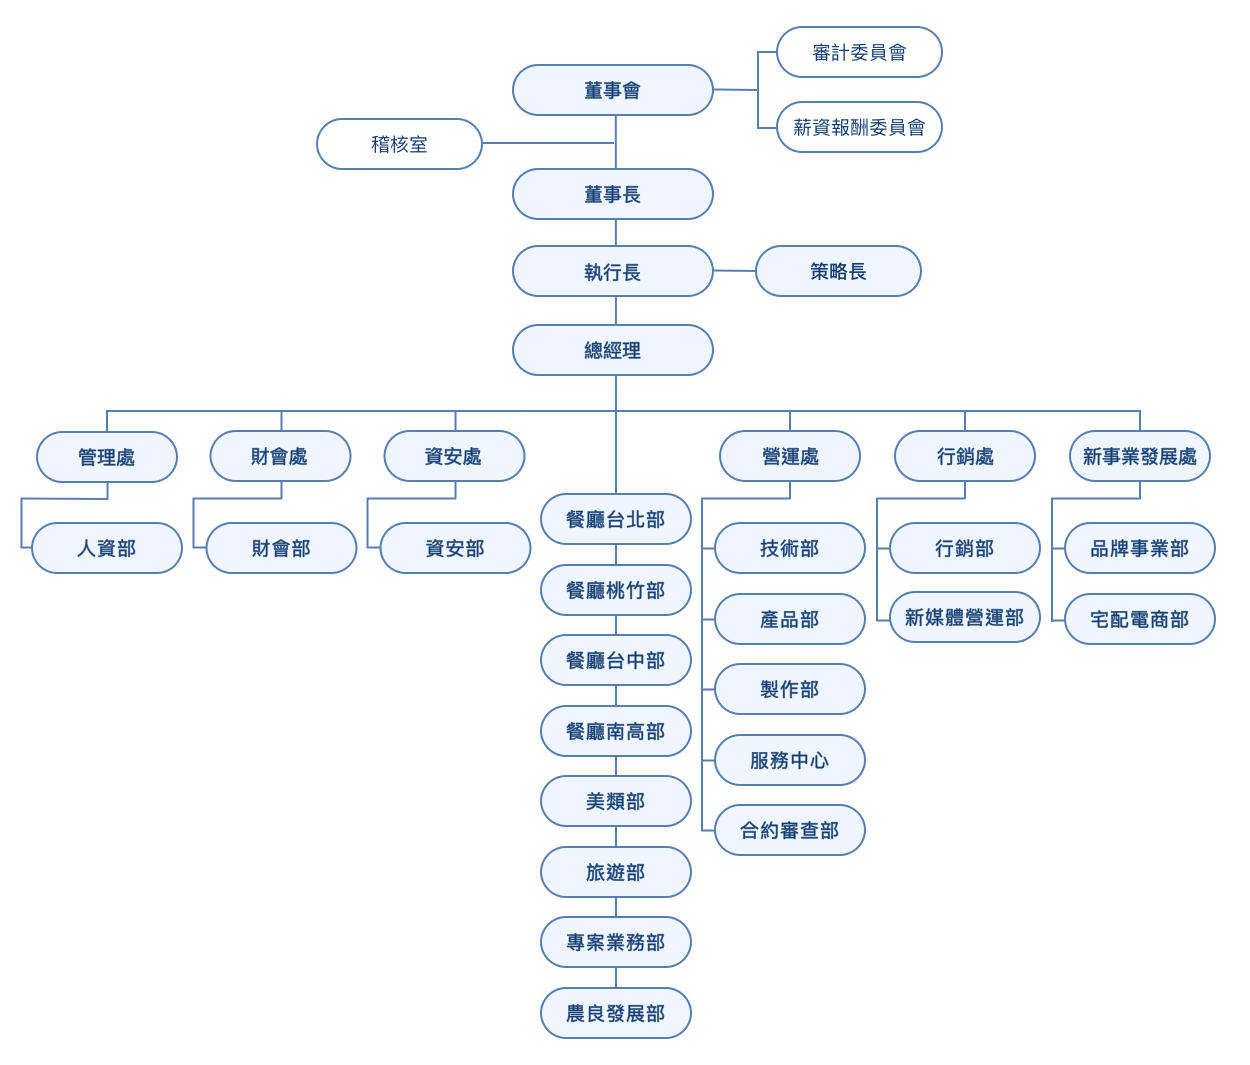 審計委員會
董事會
薪資報酬委員會
稽核室
董事長
執行長
策略長
總經理
管理處
財會處
資安處
營運處
行銷處
新事業發展處
人資部
財會部
資安部
餐廳台北部
餐廳桃竹部
餐廳台中部
餐廳南高部
美類部
旅遊部
專案業務部
農良發展部
技術部
產品部
製作部
服務中心
合約審查部
行銷部
新媒體營運部
品牌事業部
宅配電商部